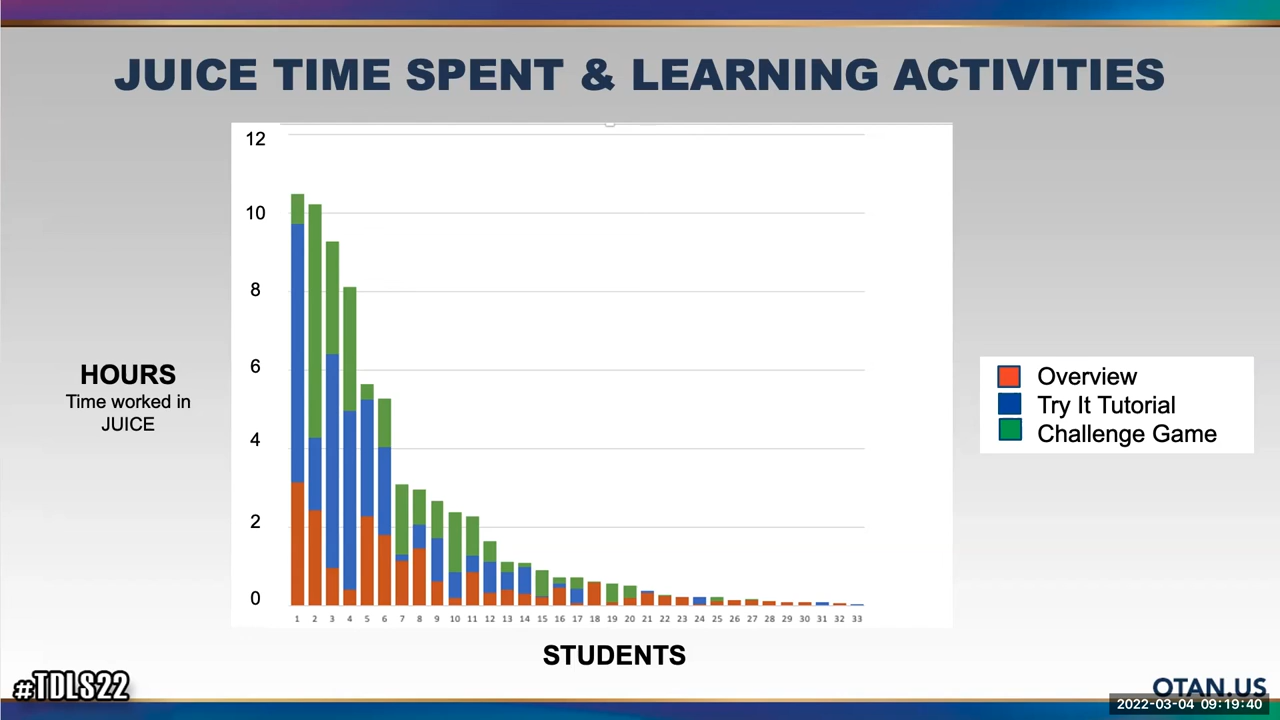 JUICE TIME SPENT & LEARNING ACTIVITIES
12
10
8
6
4
2
0
HOURS
Time worked in
JUICE
Overview
Try It Tutorial
Challenge Game
1 2 3 4 5 6 7 8 9 10 11 12 13 14 15 16 17 18 19 20 21 22 23 24 25 26 27 28 29 30 31 32 33
STUDENTS
#TDLS22
OTAN.US
2022-03-04 09:19:40